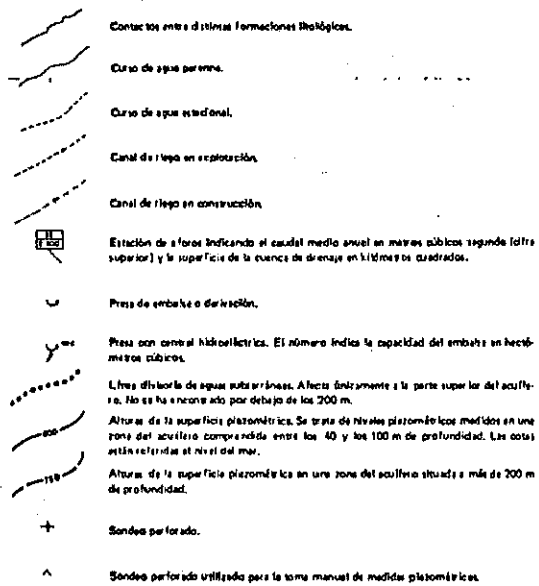 Contactos entre distintas formaciones litológicas.
Curso de agua perenne.
Curso de agua estacional.
Canal de riego en explotación.
Canal de riego en construcción.
Estación de aforos indicando el caudal medio anual en metros cúbicos segundo (cifra
superior) y la superficie de la cuenca de drenaje en kilómetros cuadrados.
Presa de embalse o derivación.
Presa con central hidroeléctrica. El número indica la capacidad del embalse en hectó-
metros cúbicos.
Línea divisoria de aguas subterráneas. Afecta únicamente a la parte superior del acuífe-
ro. No se ha encontrado por debajo de los 200 m.
800
Alturas de la superficie piezométrica. Se trata de niveles piezométricos medidos en una
zona del acuífero comprendida entre los 40 y los 100 m de profundidad. Las cotas
están referidas al nivel del mar.
750
Alturas de la superficie piezométrica en una zona del acuífero situada a más de 200 m
de profundidad.
Sondeo perforado.
Sondeo perforado utilizado para la toma manual de medidas piezométricas.